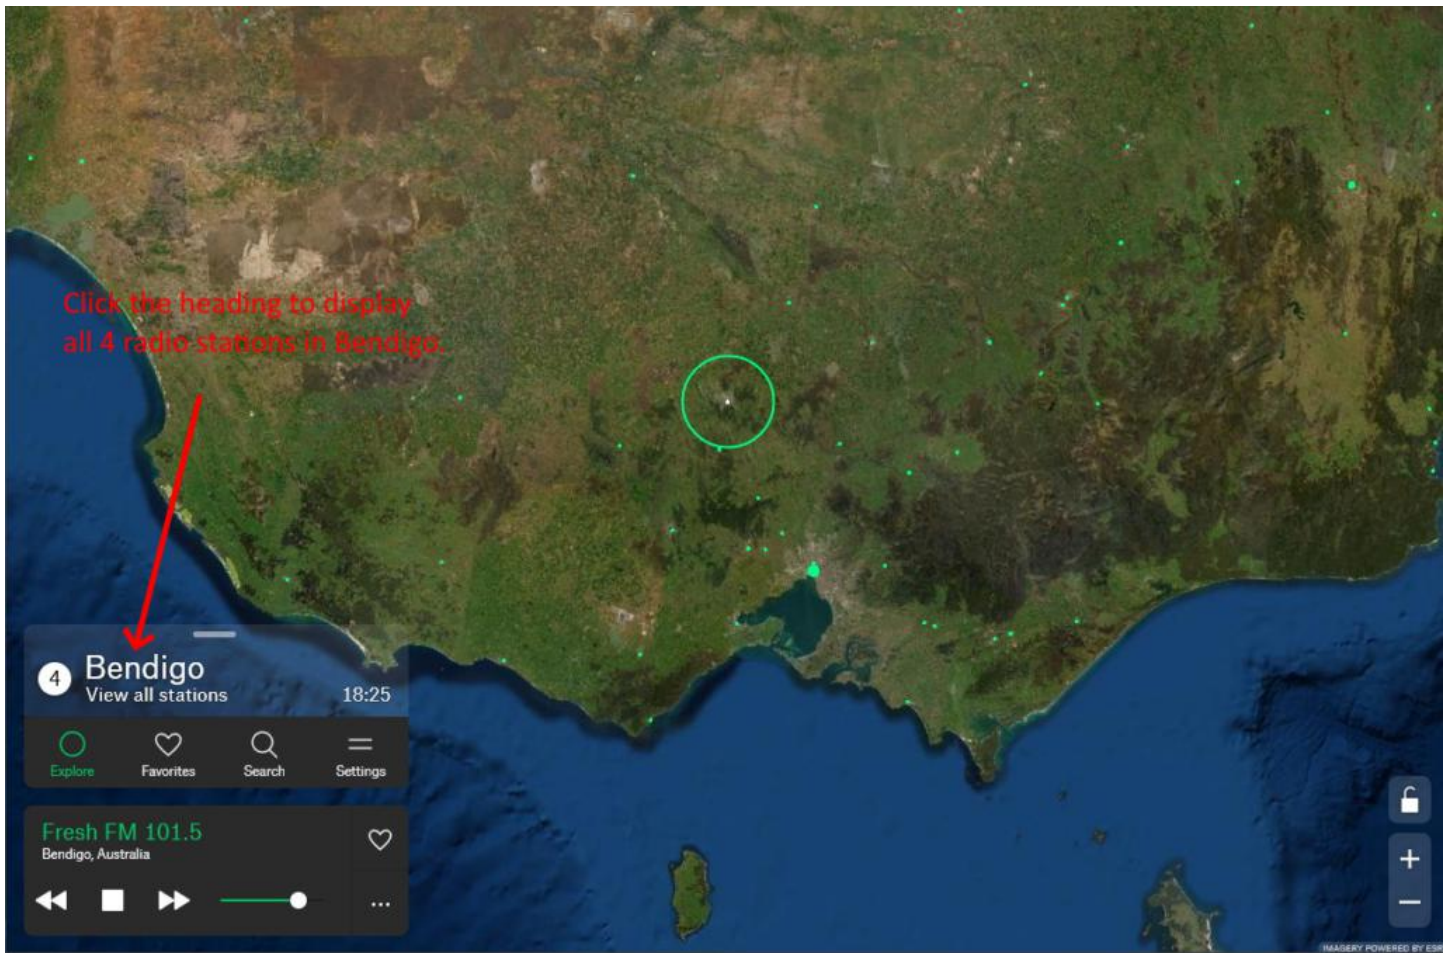 Click the heading to display
all 4 radio stations in Bendigo.
4
Bendigo
View all stations
18:25
Explore
Favorites
Search
Settings
Fresh FM 101.5
Bendigo, Australia
IMAGERY POWERED BY ESRI